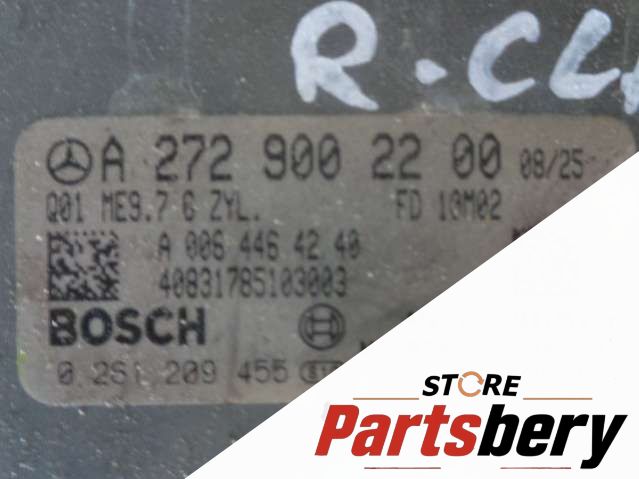 R-CL
A 272 900 22 00 08/25
Q01 ME9.7 6 ZYL. FD 10M02
A 006 446 42 40
40831785103003
BOSCH
0 261 209 455
STORE
Partsbery